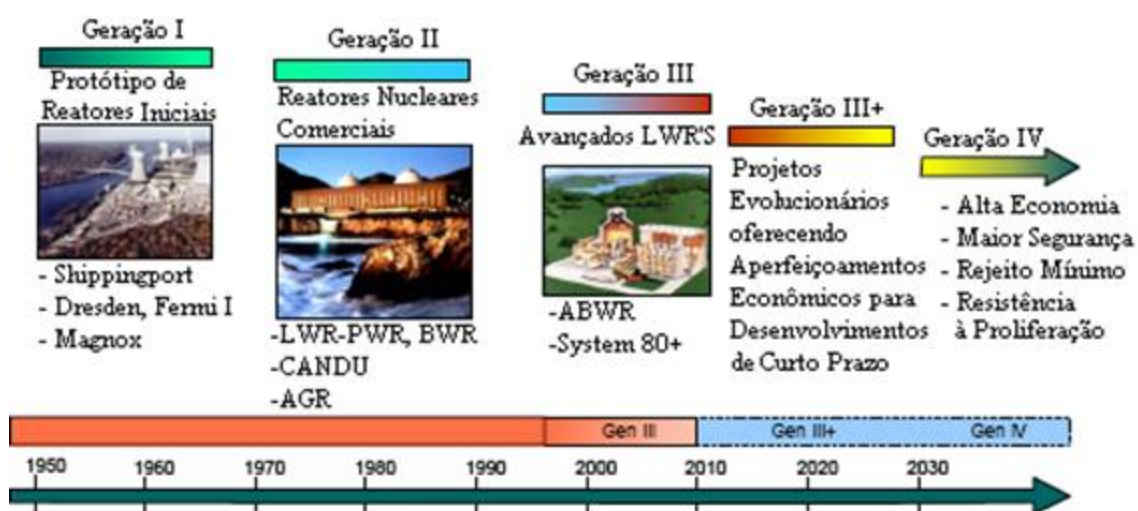 Geração I
Protótipo de
Reatores Iniciais
- Shippingport
- Dresden, Fermi I
- Magnox
Geração II
Reatores Nucleares
Comerciais
-LWR-PWR, BWR
-CANDU
-AGR
Geração III
Avançados LWR'S
-ABWR
-System 80+
Geração III+
Projetos
Evolucionários
oferecendo
Aperfeiçoamentos
Econômicos para
Desenvolvimentos
de Curto Prazo
Geração IV
- Alta Economia
- Maior Segurança
- Rejeito Mínimo
- Resistência
à Proliferação
Gen III
Gen III+
Gen IV
1950 1960 1970 1980 1990 2000 2010 2020 2030